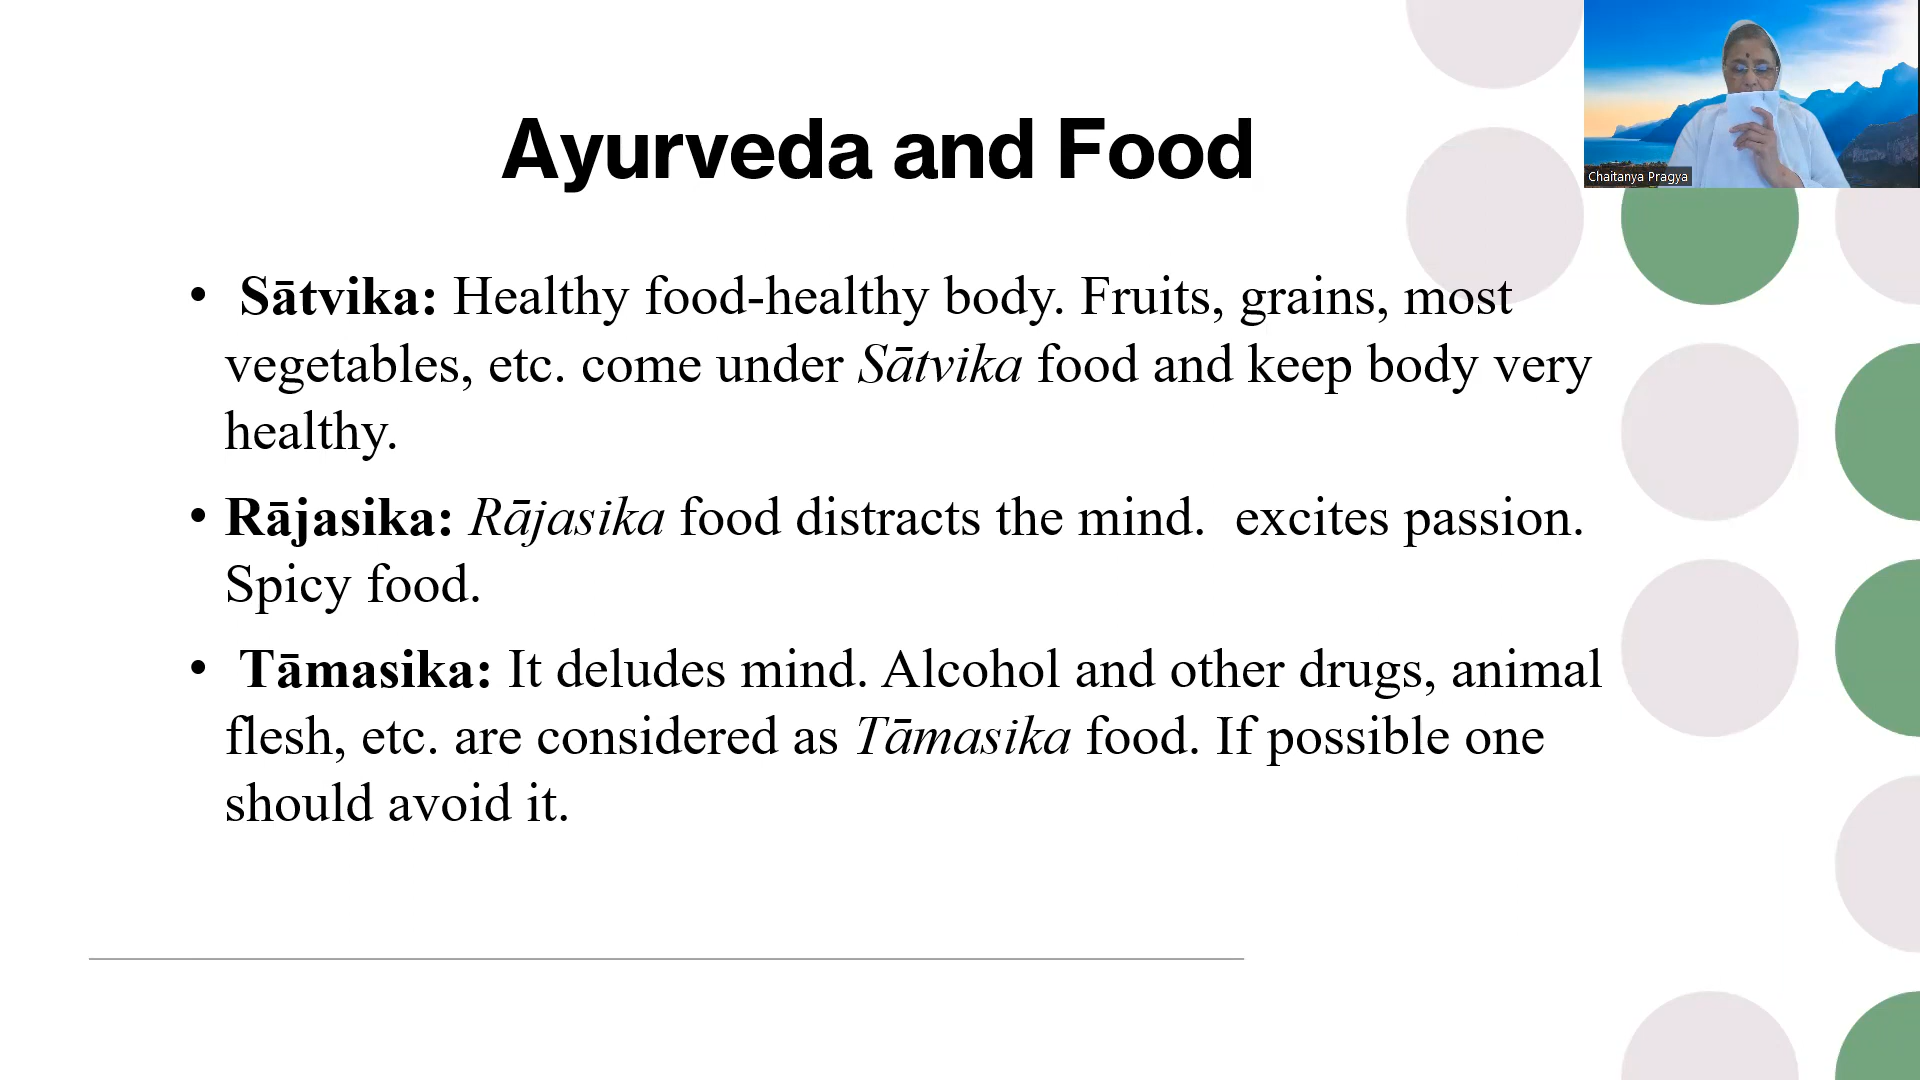 Ayurveda and Food
Chaitanya Pragya
• Sātvika: Healthy food-healthy body. Fruits, grains, most
vegetables, etc. come under Sātvika food and keep body very
healthy.
• Rājasika: Rājasika food distracts the mind.  excites passion.
Spicy food.
• Tāmasika: It deludes mind. Alcohol and other drugs, animal
flesh, etc. are considered as Tāmasika food. If possible one
should avoid it.